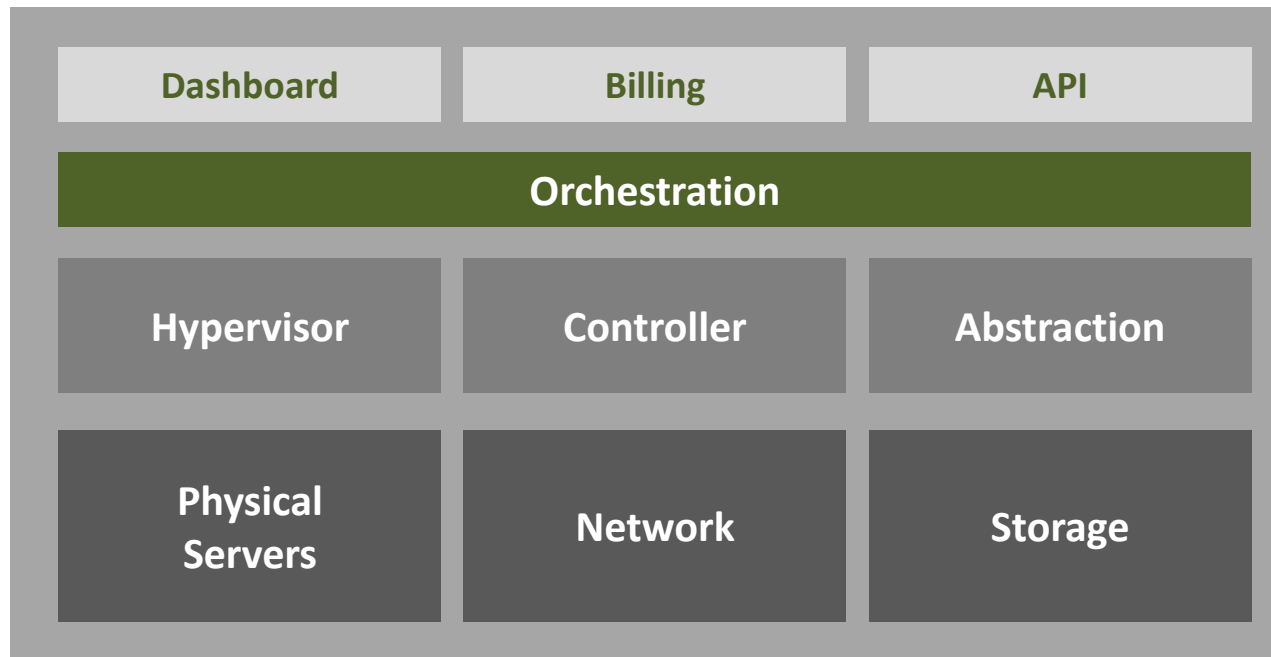 Dashboard
Billing
API
Orchestration
Hypervisor
Controller
Abstraction
Physical
Servers
Network
Storage